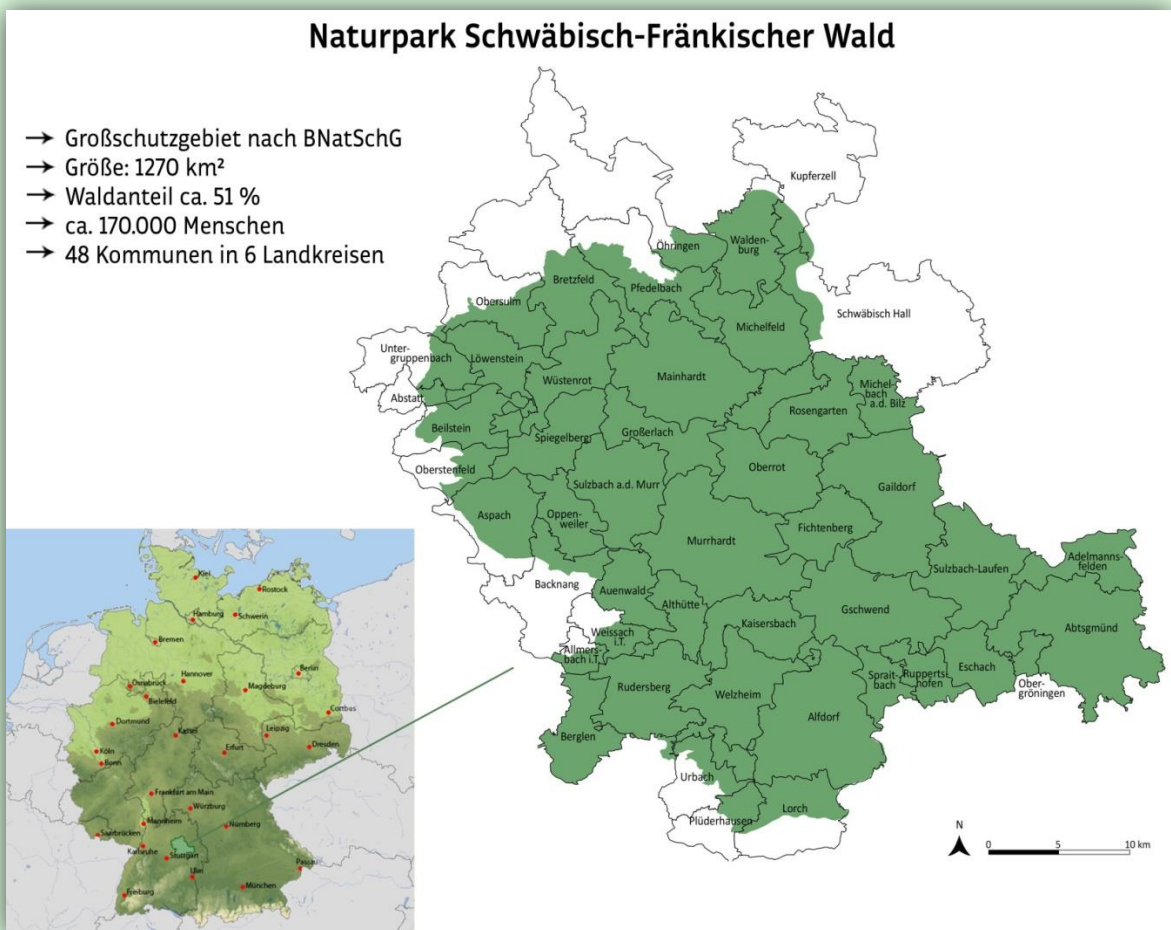 Naturpark Schwäbisch-Fränkischer Wald
→ Großschutzgebiet nach BNatSchG
→ Größe: 1270 km²
→ Waldanteil ca. 51 %
→ ca. 170.000 Menschen
→ 48 Kommunen in 6 Landkreisen
Kupferzell
Öhringen
Walden-
burg
Bretzfeld
Pfedelbach
Obersulm
Schwäbisch Hall
Michelfeld
Unter-
gruppenbach
Löwenstein
Mainhardt
Wüstenrot
Abstatt
Michel-
bach
a.d. Bilz
Rosengarten
Beilstein
Spiegelberg
Großerlach
Oberstenfeld
Oberrot
Sulzbach a.d. Murr
Gaildorf
Aspach
Oppen-
weiler
Fichtenberg
Murrhardt
Adelmanns-
felden
Sulzbach-Laufen
Backnang
Auenwald
Althütte
Gschwend
Kaisersbach
Abtsgmünd
Weissach
i.T.
Allmers-
bach i.T.
Eschach
Sprait-
bach
Rupperts-
hofen
Ober-
gröningen
Rudersberg
Welzheim
Alfdorf
Berglen
Urbach
Lorch
Plüderhausen
N
0 5 10 km
Kiel
Rostock
Hamburg
Schwerin
Bremen
Berlin
Hannover
Osnabrück
Magdeburg
Bielefeld
Cottbus
Dortmund
Leipzig
Kassel
Dresden
Köln
Erfurt
Bonn
Frankfurt am Main
Würzburg
Mannheim
Nürnberg
Saarbrücken
Karlsruhe
Stuttgart
Passau
Ulm
München
Freiburg